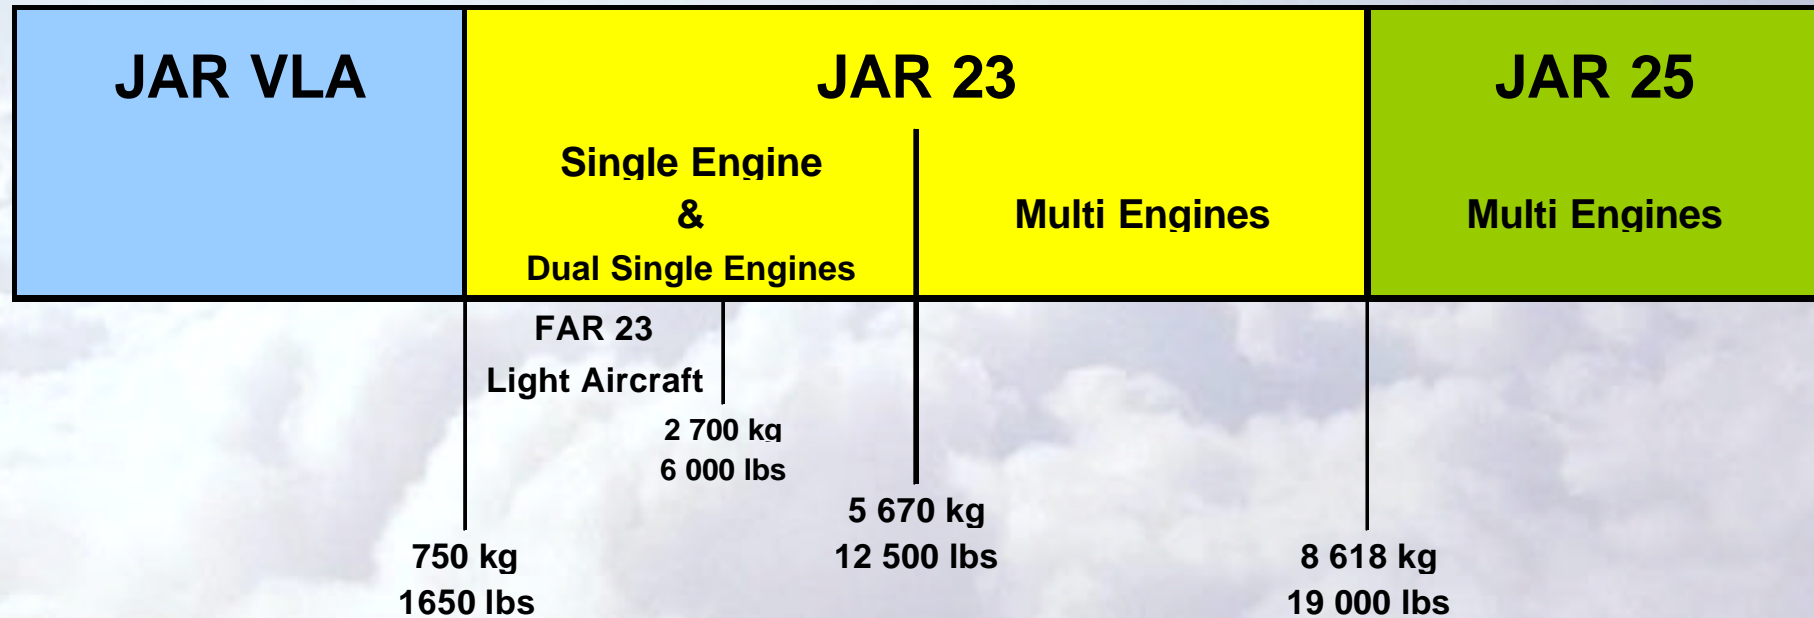 JAR VLA
JAR 23
JAR 25
Single Engine
&
Dual Single Engines
Multi Engines
Multi Engines
FAR 23
Light Aircraft
2 700 kg
6 000 lbs
5 670 kg
12 500 lbs
750 kg
1650 lbs
8 618 kg
19 000 lbs